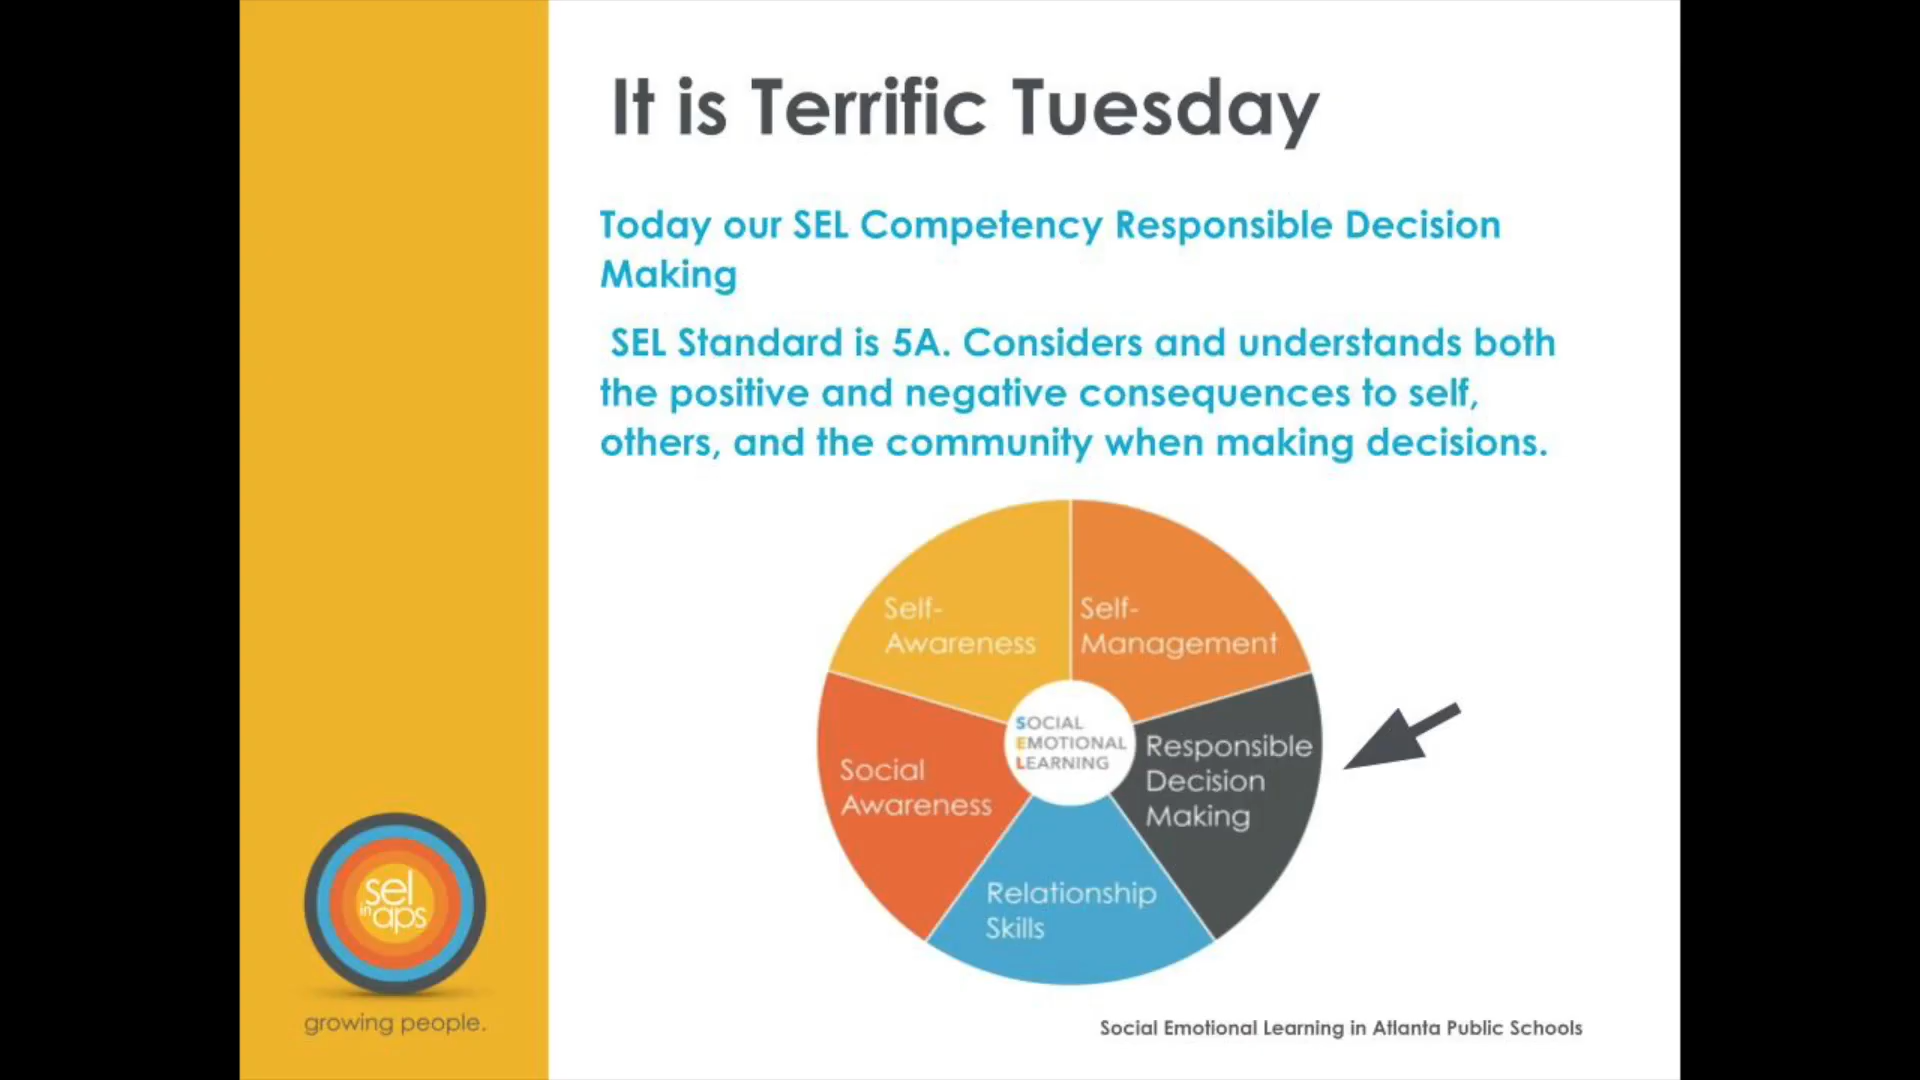 It is Terrific Tuesday
Today our SEL Competency Responsible Decision
Making
SEL Standard is 5A. Considers and understands both
the positive and negative consequences to self,
others, and the community when making decisions.
Self-
Awareness
Self-
Management
SOCIAL
EMOTIONAL
LEARNING
Responsible
Decision
Making
Social
Awareness
Relationship
Skills
sel
in aps
growing people.
Social Emotional Learning in Atlanta Public Schools